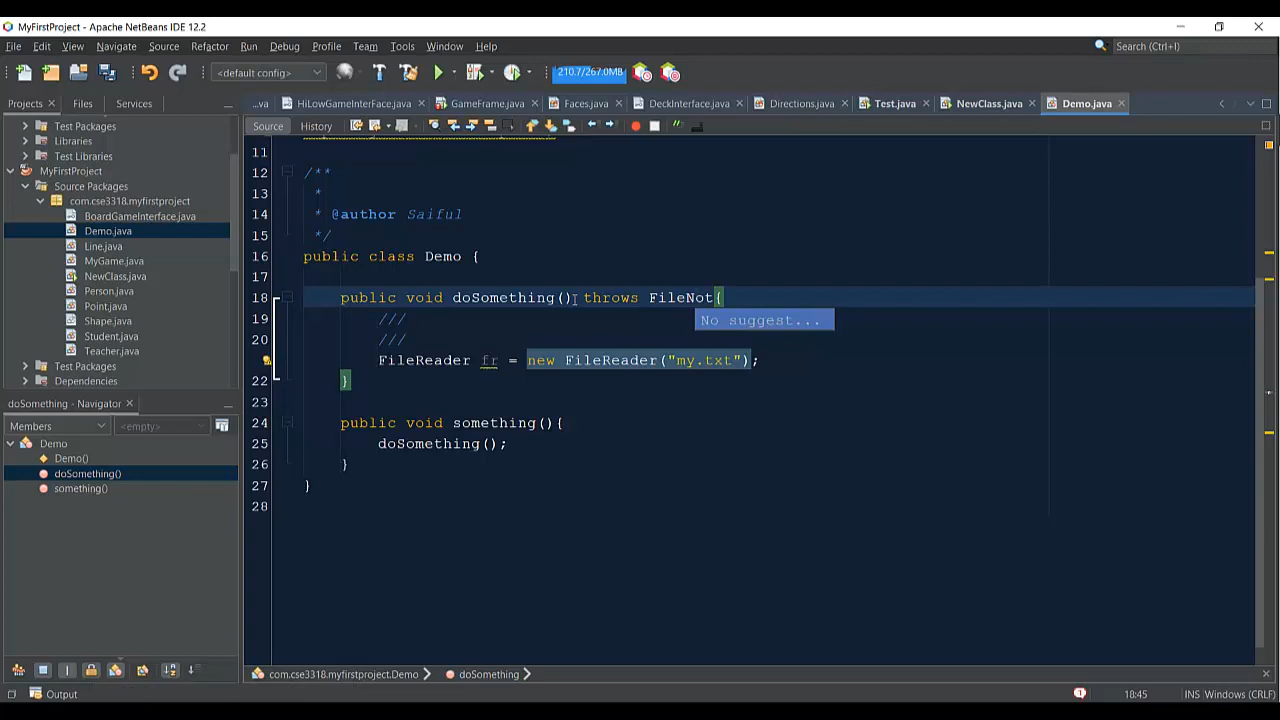 MyFirstProject - Apache NetBeans IDE 12.2
File Edit View Navigate Source Refactor Run Debug Profile Team Tools Window Help
Search (Ctrl+I)
<default config>
210.7/267.0MB
Projects Files Services
...va HiLowGameInterface.java GameFrame.java Faces.java DeckInterface.java Directions.java Test.java NewClass.java Demo.java
Source History
Test Packages
Libraries
Test Libraries
MyFirstProject
Source Packages
com.cse3318.myfirstproject
BoardGameInterface.java
Demo.java
Line.java
MyGame.java
NewClass.java
Person.java
Point.java
Shape.java
Student.java
Teacher.java
Test Packages
Dependencies
doSomething - Navigator
Members
<empty>
Demo
Demo()
doSomething()
something()
11
12 /**
13 *
14 * @author Saiful
15 */
16 public class Demo {
17
18 public void doSomething() throws FileNot{
19 ///
No suggest...
20 ///
FileReader fr = new FileReader("my.txt");
22 }
23
24 public void something(){
25 doSomething();
26 }
27 }
28
com.cse3318.myfirstproject.Demo doSomething
Output
1
18:45
INS Windows (CRLF)